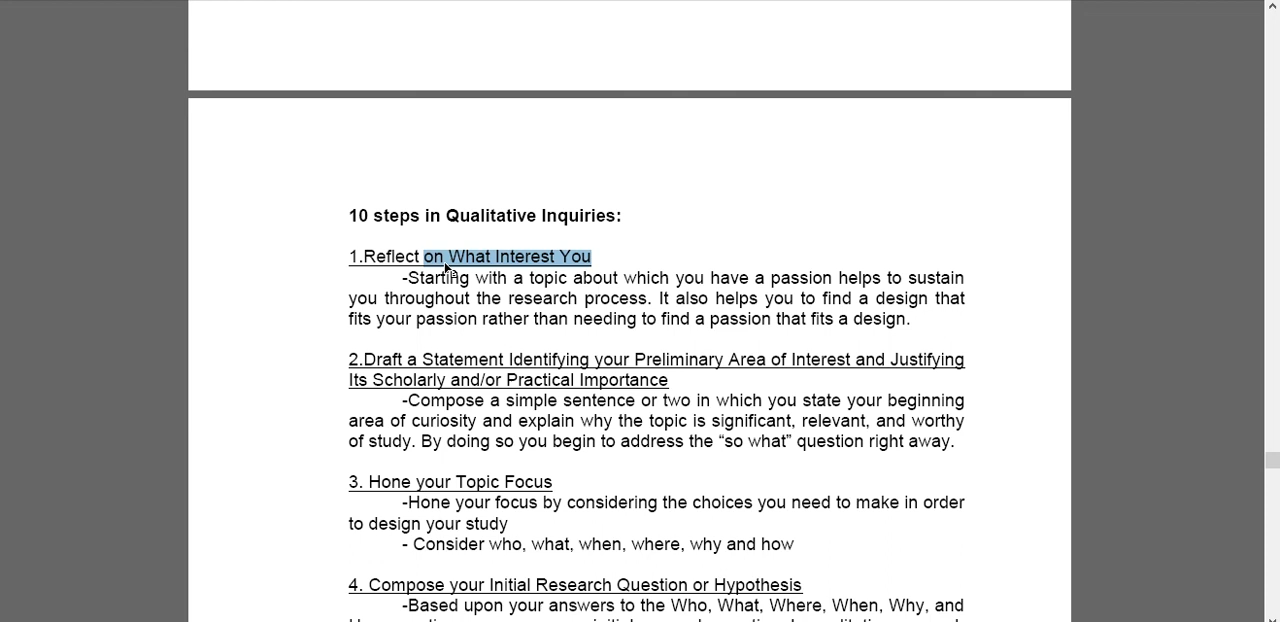 10 steps in Qualitative Inquiries:
1.Reflect on What Interest You
-Starting with a topic about which you have a passion helps to sustain
you throughout the research process. It also helps you to find a design that
fits your passion rather than needing to find a passion that fits a design.
2.Draft a Statement Identifying your Preliminary Area of Interest and Justifying
Its Scholarly and/or Practical Importance
-Compose a simple sentence or two in which you state your beginning
area of curiosity and explain why the topic is significant, relevant, and worthy
of study. By doing so you begin to address the “so what” question right away.
3. Hone your Topic Focus
-Hone your focus by considering the choices you need to make in order
to design your study
- Consider who, what, when, where, why and how
4. Compose your Initial Research Question or Hypothesis
-Based upon your answers to the Who, What, Where, When, Why, and